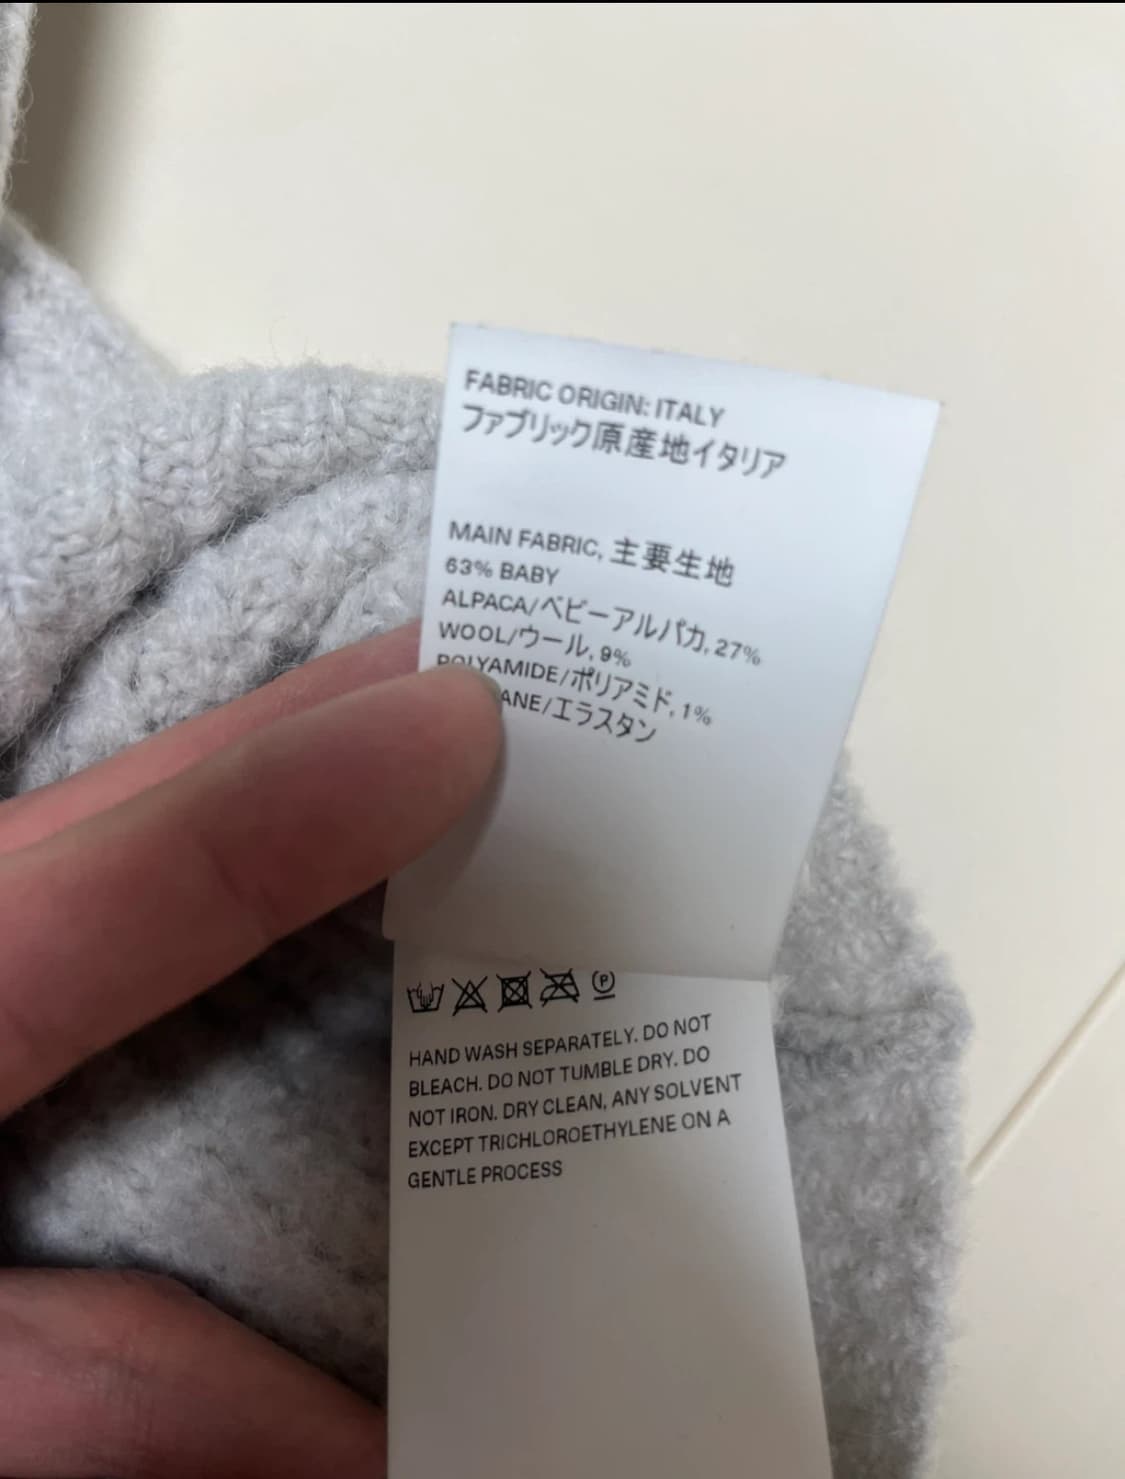 FABRIC ORIGIN: ITALY
ファブリック原産地イタリア
MAIN FABRIC, 主要生地
63% BABY
ALPACA/ベビーアルパカ, 27%
WOOL/ウール, 9%
POLYAMIDE/ポリアミド, 1%
ANE/エラスタン
P
HAND WASH SEPARATELY. DO NOT
BLEACH. DO NOT TUMBLE DRY. DO
NOT IRON. DRY CLEAN, ANY SOLVENT
EXCEPT TRICHLOROETHYLENE ON A
GENTLE PROCESS